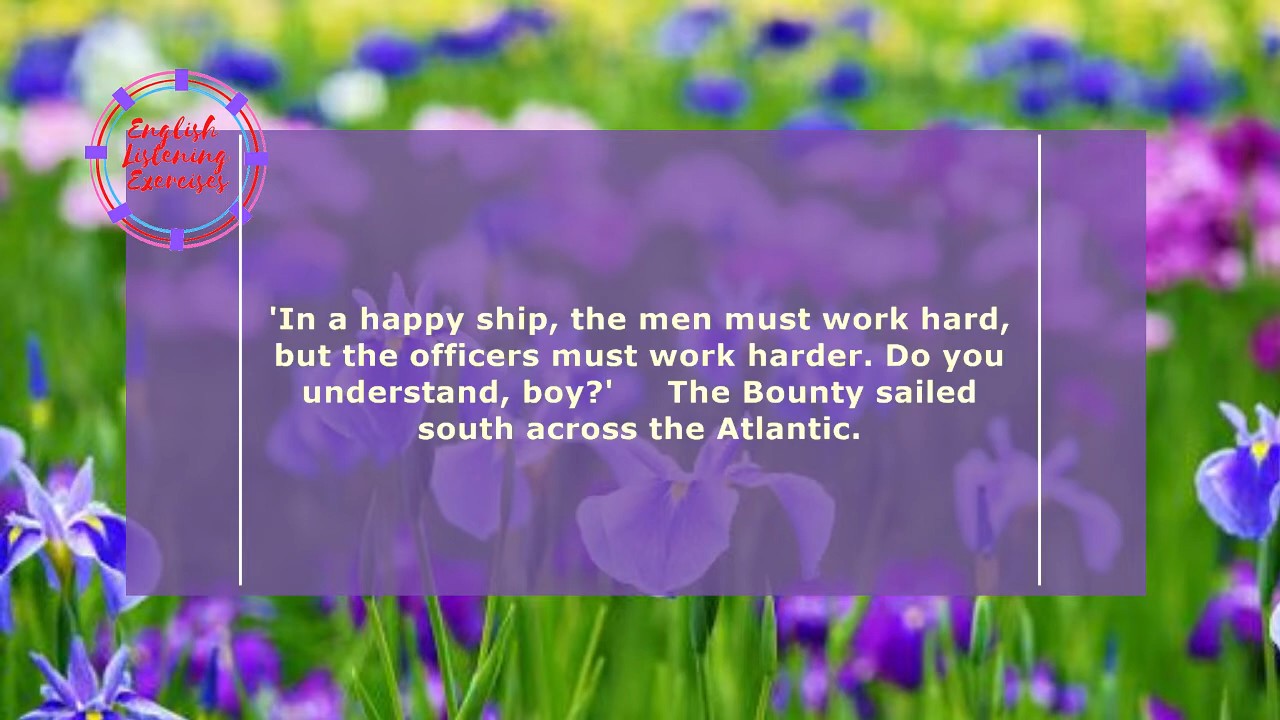 English
Listening
Exercises
'In a happy ship, the men must work hard,
but the officers must work harder. Do you
understand, boy?' The Bounty sailed
south across the Atlantic.